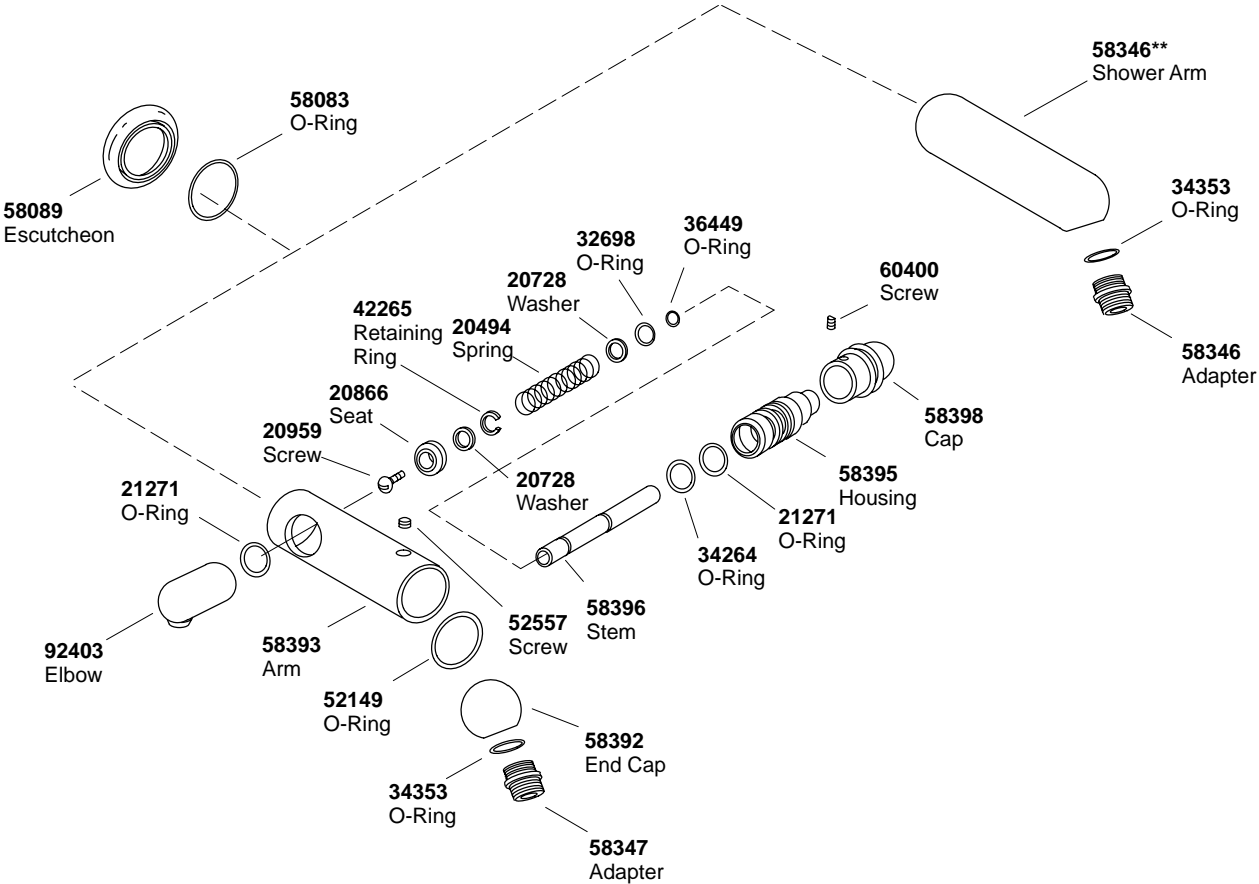 58346**
Shower Arm
58083
O-Ring
34353
O-Ring
58089
Escutcheon
36449
O-Ring
32698
O-Ring
60400
Screw
20728
Washer
42265
Retaining
Ring
20494
Spring
58346
Adapter
20866
Seat
58398
Cap
20959
Screw
58395
Housing
20728
Washer
21271
O-Ring
21271
O-Ring
34264
O-Ring
58396
Stem
52557
Screw
58393
Arm
92403
Elbow
52149
O-Ring
58392
End Cap
34353
O-Ring
58347
Adapter